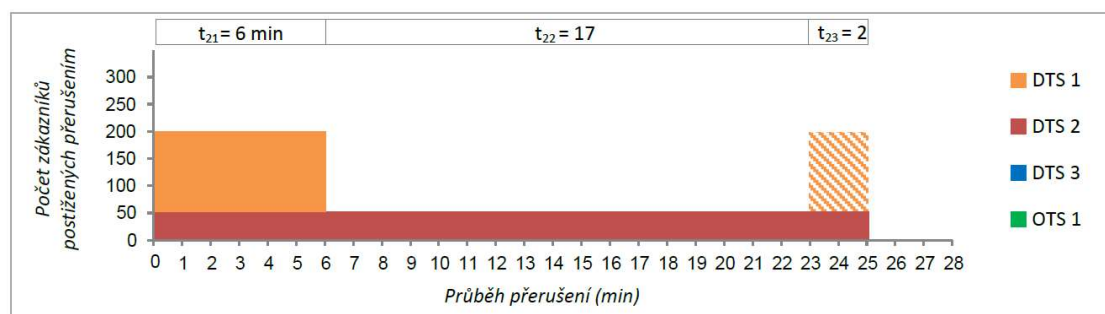 t21= 6 min
t22 = 17
t23 = 2
Počet zákazníků
postižených přerušením
300
250
200
150
100
50
0
0 1 2 3 4 5 6 7 8 9 10 11 12 13 14 15 16 17 18 19 20 21 22 23 24 25 26 27 28
Průběh přerušení (min)
DTS 1
DTS 2
DTS 3
OTS 1